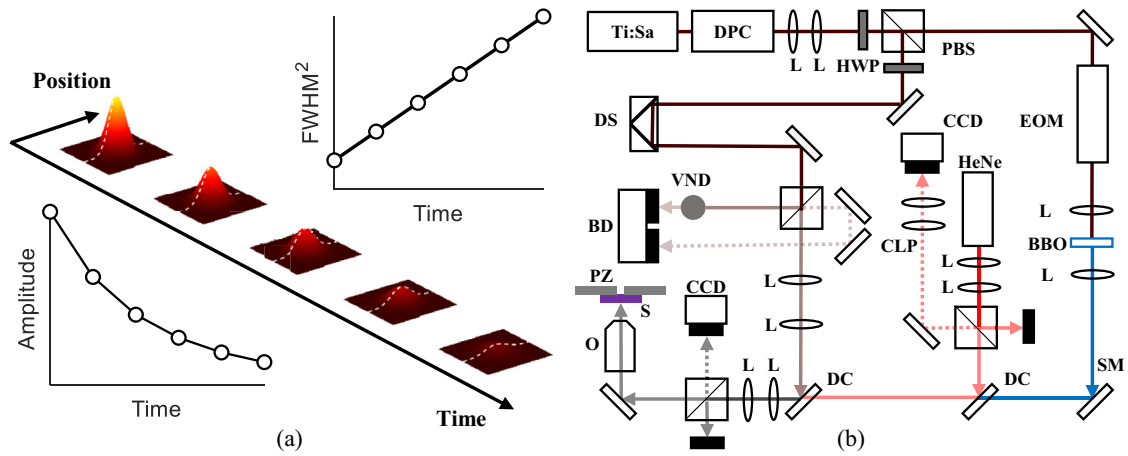 Position
FWHM²
Time
Amplitude
Time
Time
(a)
Ti:Sa
DPC
L
L
HWP
PBS
DS
CCD
EOM
HeNe
VND
BD
CLP
L
L
L
BBO
L
PZ
S
CCD
L
O
L
L
L
DC
DC
SM
(b)